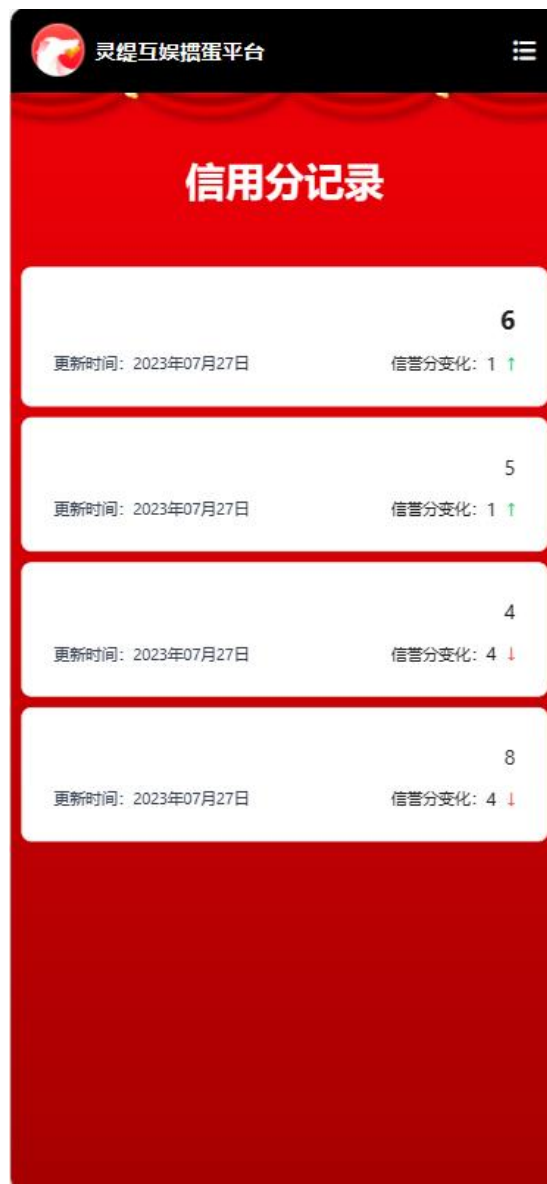 灵缇互娱掼蛋平台
信用分记录
6
更新时间：2023年07月27日 信誉分变化：1 ↑
5
更新时间：2023年07月27日 信誉分变化：1 ↑
4
更新时间：2023年07月27日 信誉分变化：4 ↓
8
更新时间：2023年07月27日 信誉分变化：4 ↓